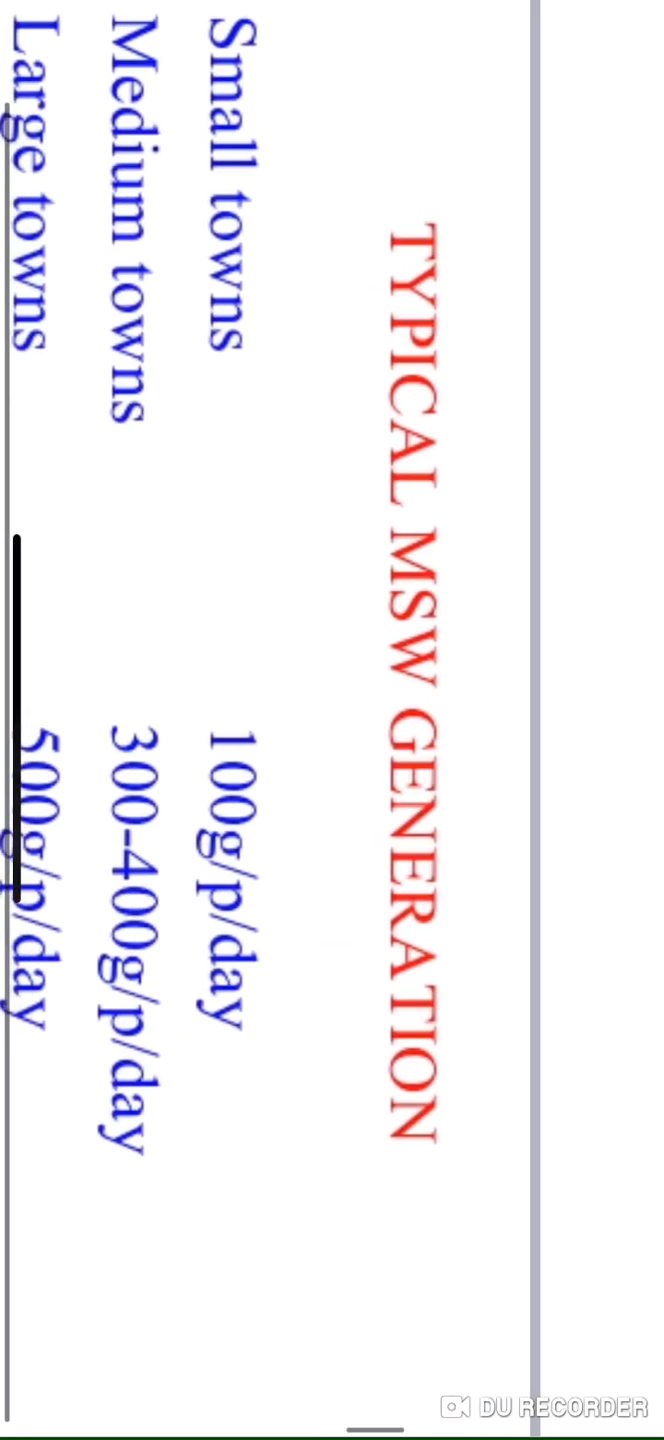 TYPICAL MSW GENERATION
Small towns 100g/p/day
Medium towns 300-400g/p/day
Large towns 500g/p/day
DU RECORDER